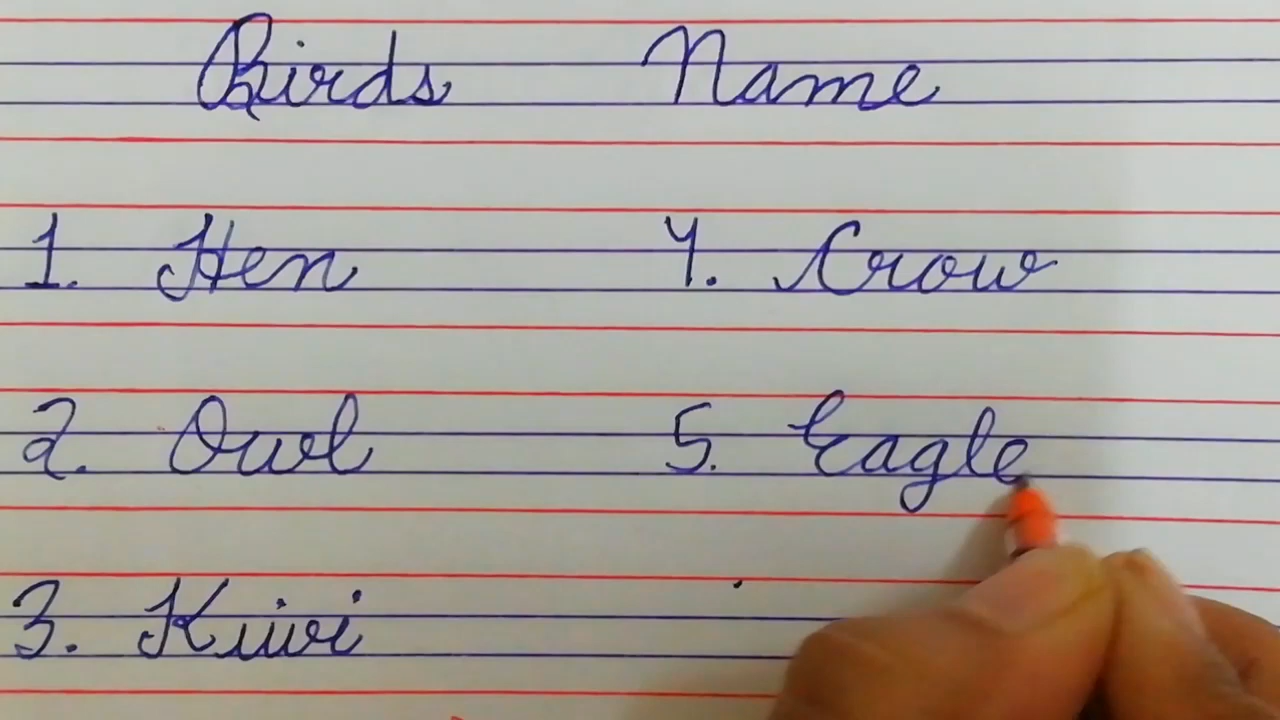 Birds Name
1. Hen
2. Owl
3. Kiwi
4. Crow
5. Eagle